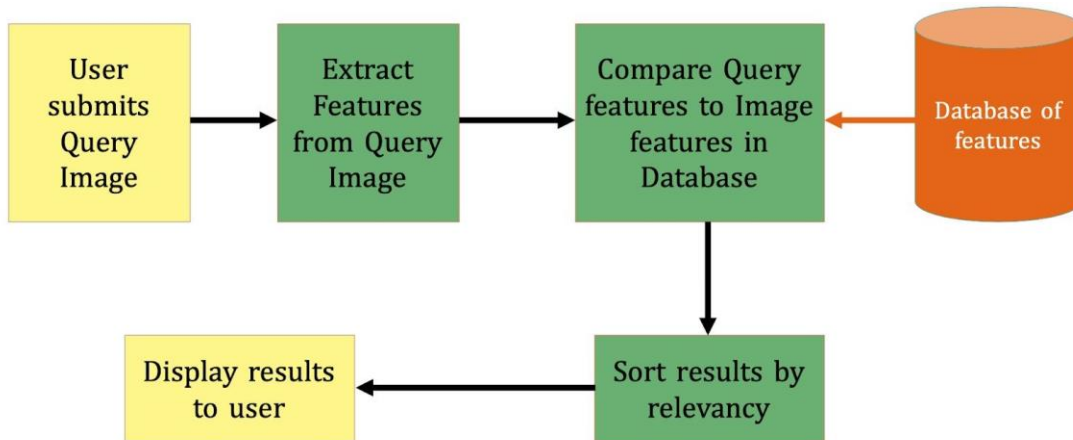 User
submits
Query
Image
Extract
Features
from Query
Image
Compare Query
features to Image
features in
Database
Database of
features
Sort results by
relevancy
Display results
to user